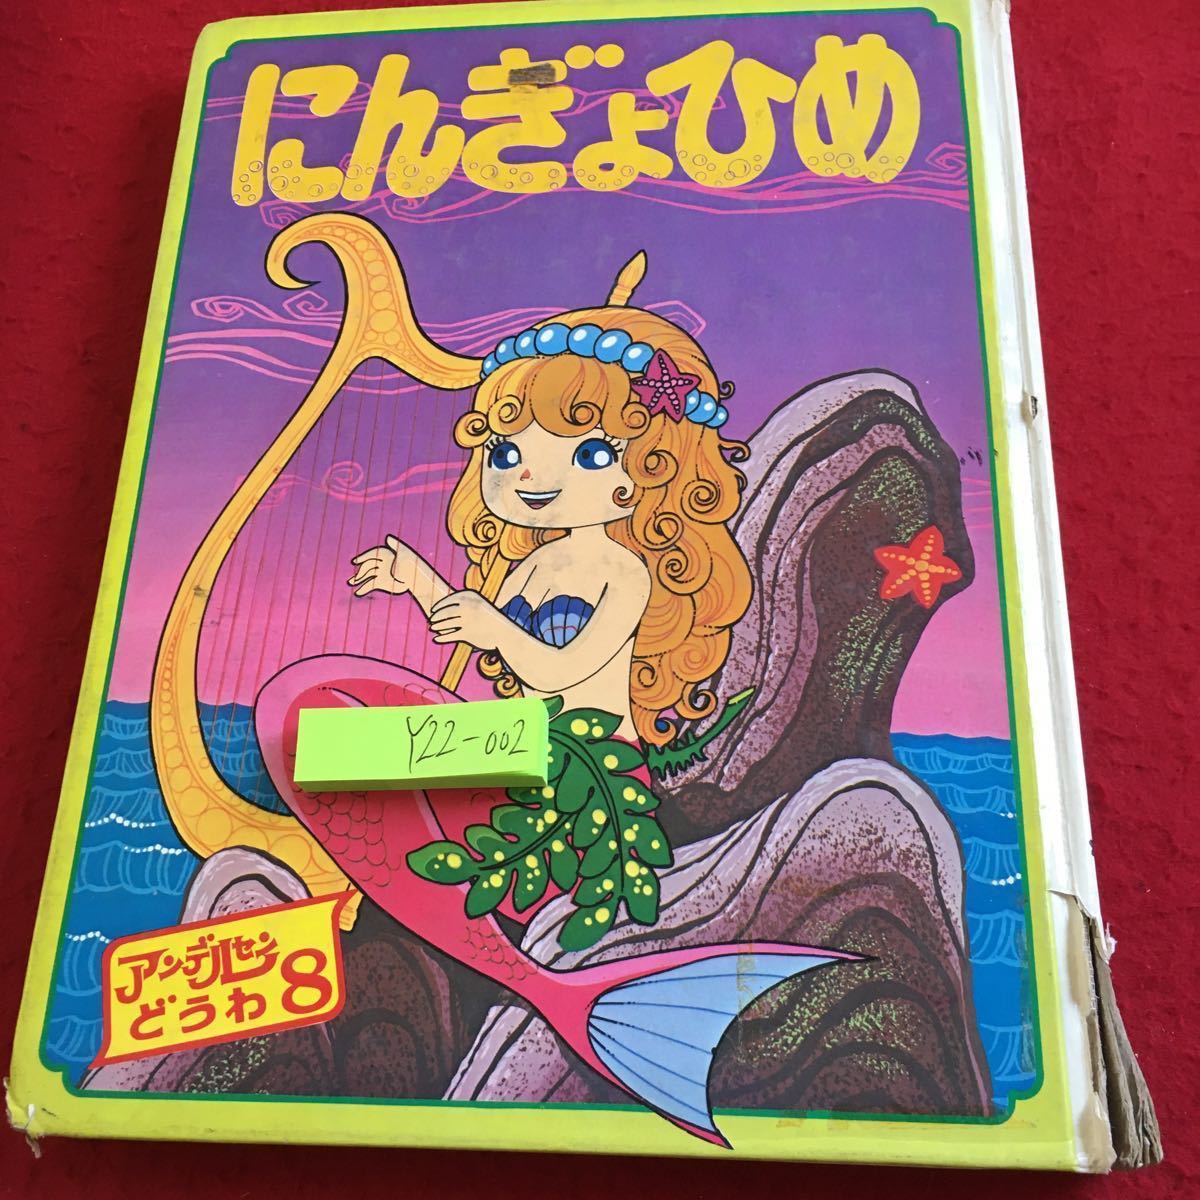 にんぎょひめ
Y22-002
アンデルセン
どうわ8